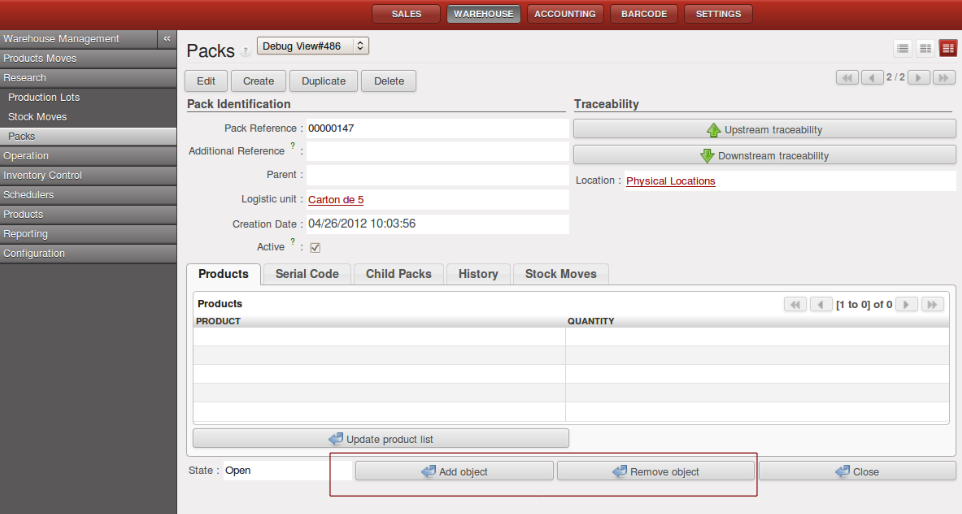 SALES WAREHOUSE ACCOUNTING BARCODE SETTINGS
Warehouse Management «
Products Moves
Research
Production Lots
Stock Moves
Packs
Operation
Inventory Control
Schedulers
Products
Reporting
Configuration
Packs ? Debug View#486
Edit Create Duplicate Delete 2 / 2
Pack Identification
Pack Reference : 00000147
Additional Reference ? :
Parent :
Logistic unit : Carton de 5
Creation Date : 04/26/2012 10:03:56
Active ? :
Traceability
Upstream traceability
Downstream traceability
Location : Physical Locations
Products Serial Code Child Packs History Stock Moves
Products [1 to 0] of 0
PRODUCT QUANTITY
Update product list
State : Open Add object Remove object Close